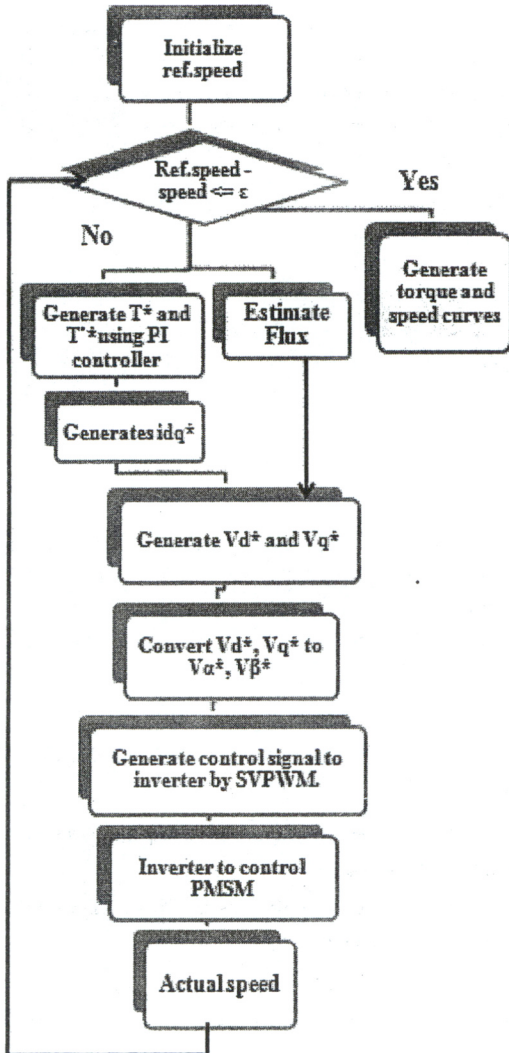 Initialize
ref.speed
Ref.speed -
speed <= ε
Yes
No
Generate T* and
T'*using PI
controller
Estimate
Flux
Generate
torque and
speed curves
Generates idq*
Generate Vd* and Vq*
Convert Vd*, Vq* to
Vα*, Vβ*
Generate control signal to
inverter by SVPWM.
Inverter to control
PMSM
Actual speed